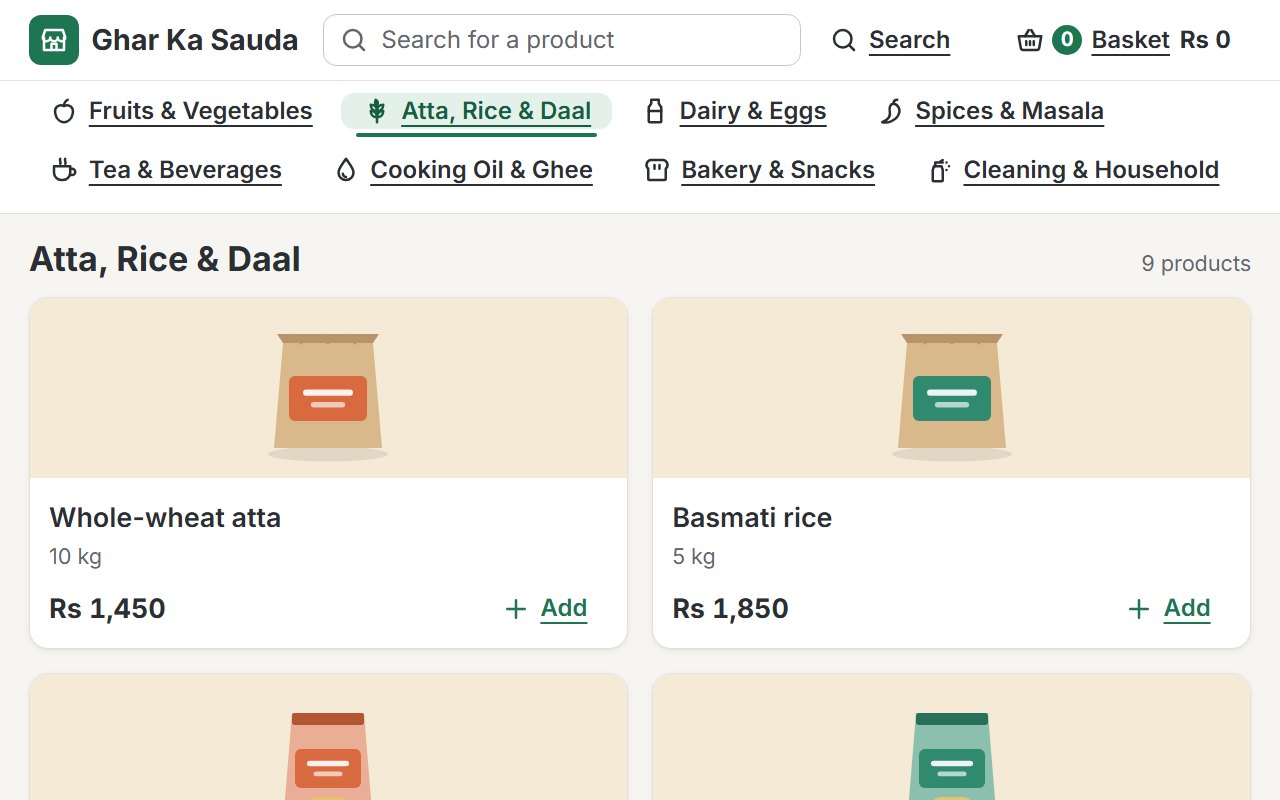 Ghar Ka Sauda
Search for a product
Search
0 Basket Rs 0
Fruits & Vegetables
Atta, Rice & Daal
Dairy & Eggs
Spices & Masala
Tea & Beverages
Cooking Oil & Ghee
Bakery & Snacks
Cleaning & Household
Atta, Rice & Daal
9 products
Whole-wheat atta
10 kg
Rs 1,450
Add
Basmati rice
5 kg
Rs 1,850
Add